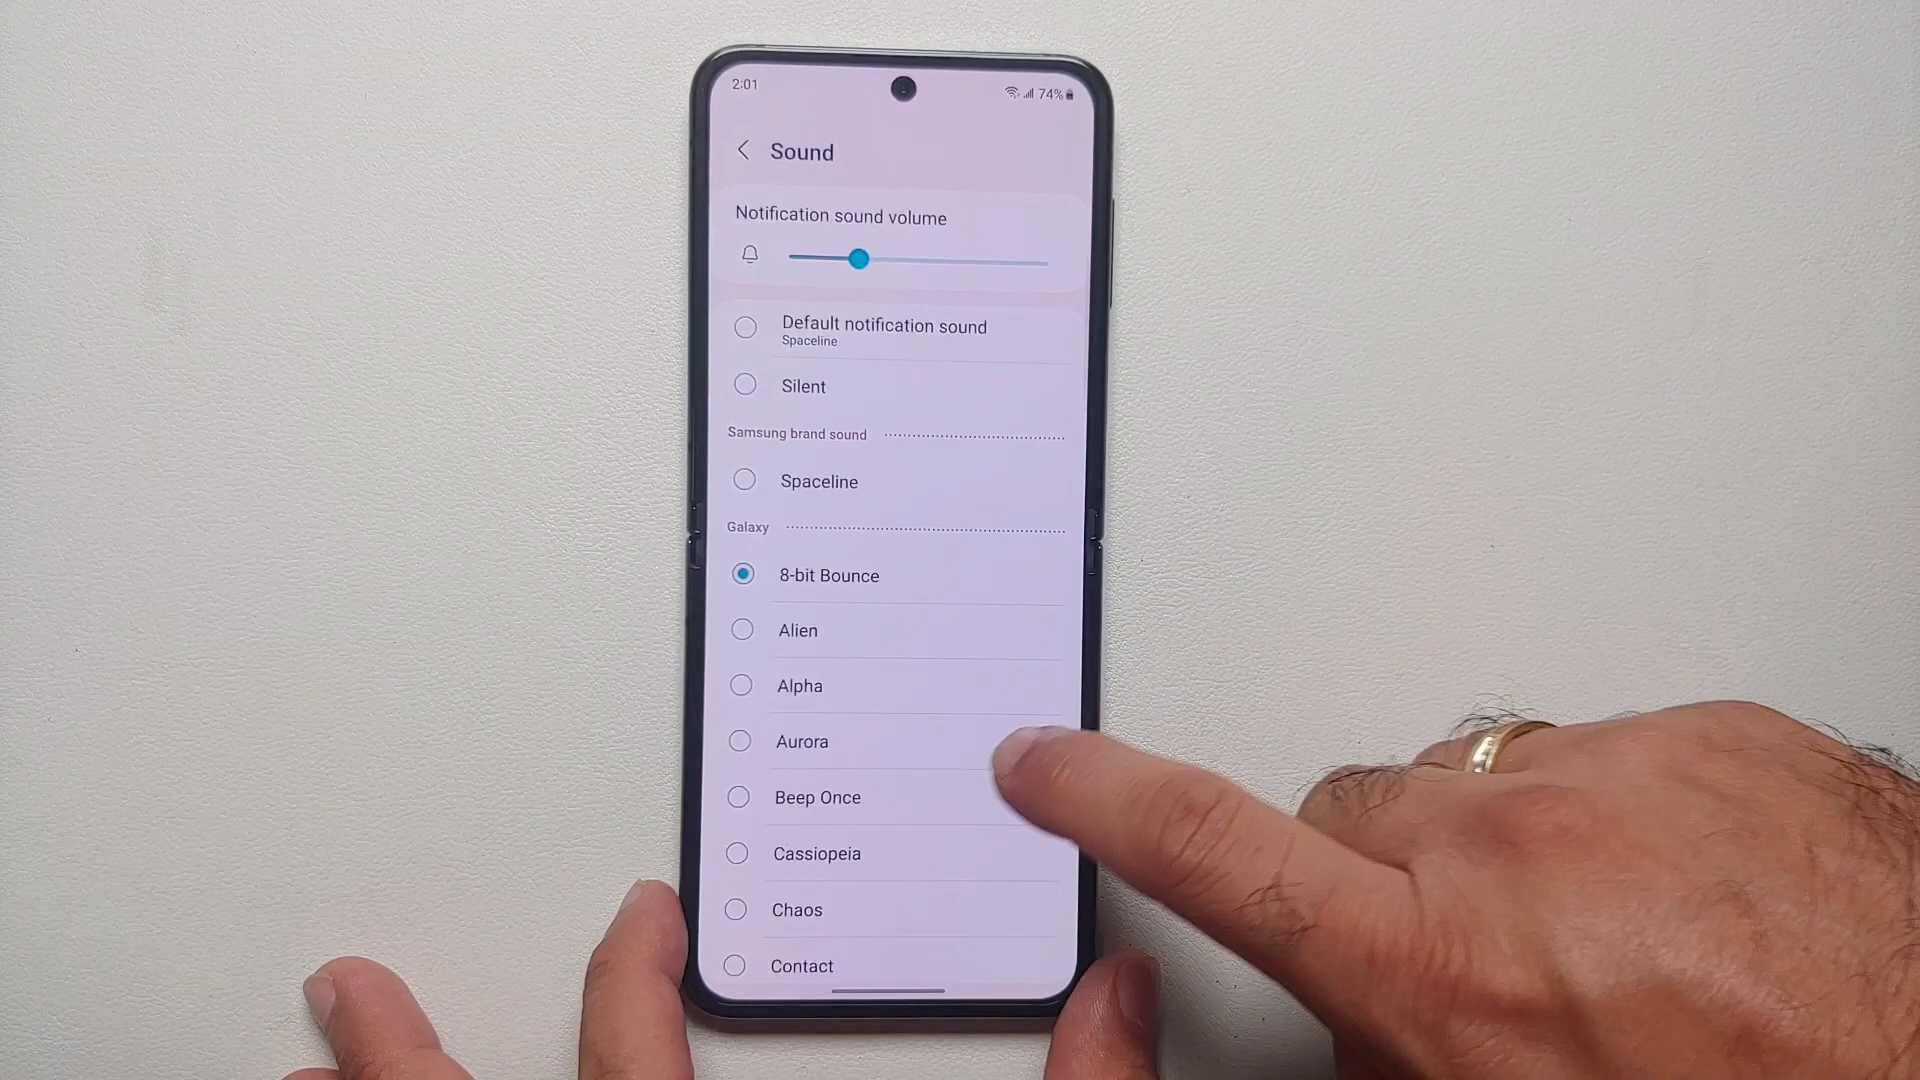 2:01
74%
Sound
Notification sound volume
Default notification sound
Spaceline
Silent
Samsung brand sound
Spaceline
Galaxy
8-bit Bounce
Alien
Alpha
Aurora
Beep Once
Cassiopeia
Chaos
Contact